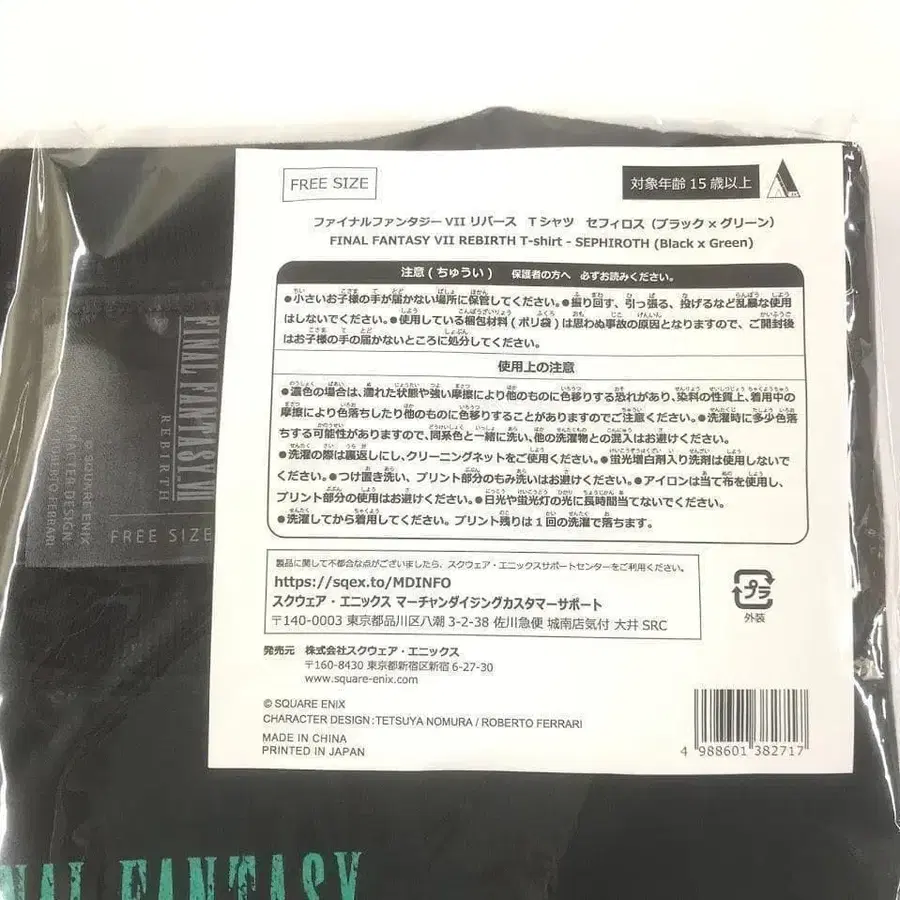 FREE SIZE
対象年齢 15 歳以上
ファイナルファンタジー VII リバース Tシャツ セフィロス（ブラック × グリーン）
FINAL FANTASY VII REBIRTH T-shirt - SEPHIROTH (Black x Green)
注意 ( ちゅうい ) 保護者の方へ 必ずお読みください。
●小さいお子様の手が届かない場所に保管してください。●振り回す、引っ張る、投げるなど乱暴な使用
はしないでください。●使用している梱包材料 ( ポリ袋 ) は思わぬ事故の原因となりますので、ご開封後
はお子様の手の届かないところに処分してください。
使用上の注意
●濃色の場合は、濡れた状態や強い摩擦により他のものに色移りする恐れがあり、染料の性質上、着用中の
摩擦により色落ちしたり他のものに色移りすることがありますのでご注意ください。●洗濯時に多少色落
ちする可能性がありますので、同系色と一緒に洗い、他の洗濯物との混入はお避けください。
●洗濯の際は裏返しにし、クリーニングネットをご使用ください。●蛍光増白剤入り洗剤は使用しないで
ください。●つけ置き洗い、プリント部分のもみ洗いはお避けください。●アイロンは当て布を使用し、
プリント部分の使用はお避けください。●日光や蛍光灯の光に長時間当てないでください。
●洗濯してから着用してください。プリント残りは 1 回の洗濯で落ちます。
製品に関して不都合な点がございましたら、スクウェア・エニックスサポートセンターをご利用ください。
https://sqex.to/MDINFO
スクウェア・エニックス マーチャンダイジングカスタマーサポート
〒140-0003 東京都品川区八潮 3-2-38 佐川急便 城南店気付 大井 SRC
プラ
外装
発売元 株式会社スクウェア・エニックス
〒160-8430 東京都新宿区新宿 6-27-30
www.square-enix.com
© SQUARE ENIX
CHARACTER DESIGN : TETSUYA NOMURA / ROBERTO FERRARI
MADE IN CHINA
PRINTED IN JAPAN
4 988601 382717
FINAL FANTASY VII
REBIRTH
© SQUARE ENIX
FREE SIZE
NAL FANTASY